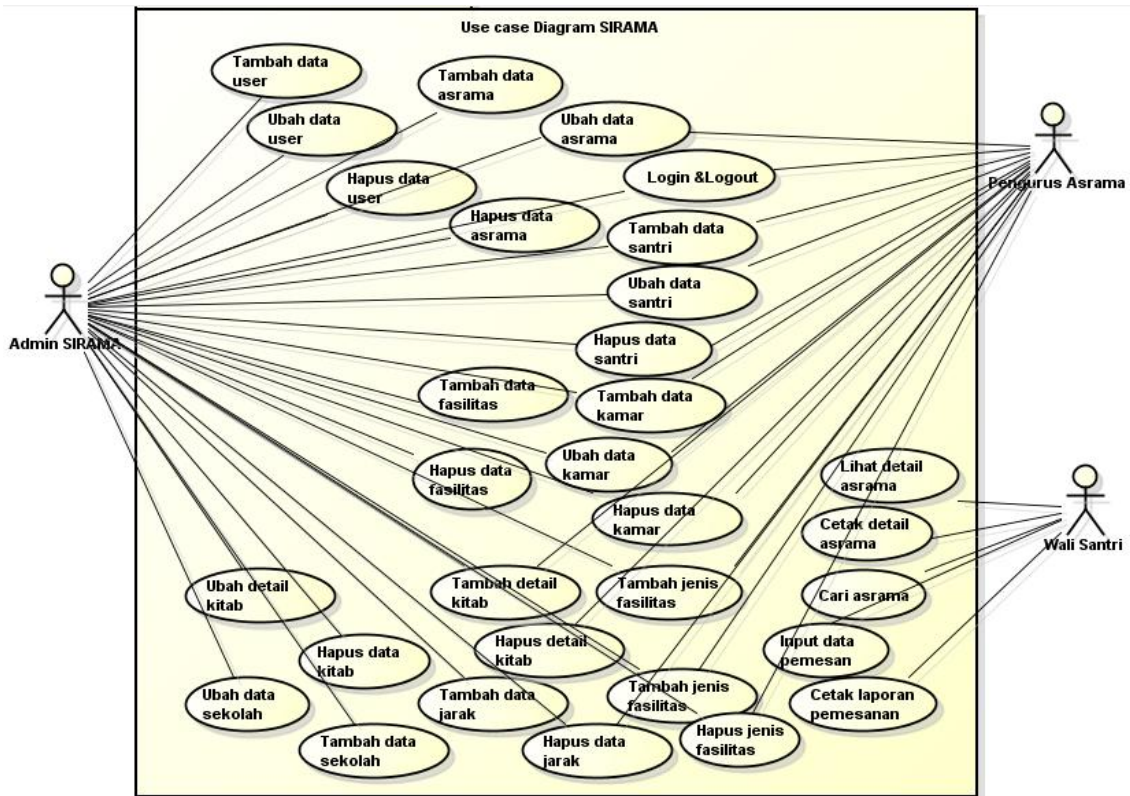 Use case Diagram SIRAMA
Tambah data
user
Tambah data
asrama
Ubah data
user
Ubah data
asrama
Login &Logout
Hapus data
user
Hapus data
asrama
Tambah data
santri
Ubah data
santri
Hapus data
santri
Tambah data
fasilitas
Tambah data
kamar
Ubah data
kamar
Hapus data
fasilitas
Hapus data
kamar
Lihat detail
asrama
Cetak detail
asrama
Ubah detail
kitab
Tambah detail
kitab
Tambah jenis
fasilitas
Cari asrama
Hapus data
kitab
Hapus detail
kitab
Input data
pemesan
Ubah data
sekolah
Tambah data
jarak
Tambah jenis
fasilitas
Cetak laporan
pemesanan
Tambah data
sekolah
Hapus data
jarak
Hapus jenis
fasilitas
Admin SIRAMA
Pengurus Asrama
Wali Santri